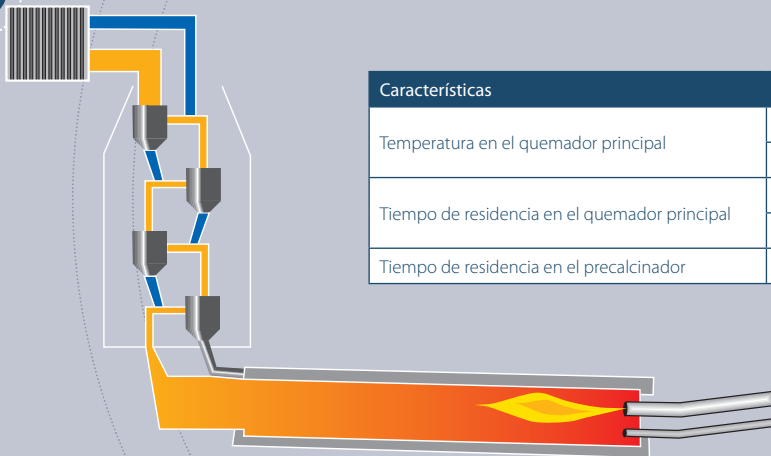 Características
Temperatura en el quemador principal
Tiempo de residencia en el quemador principal
Tiempo de residencia en el precalcinador